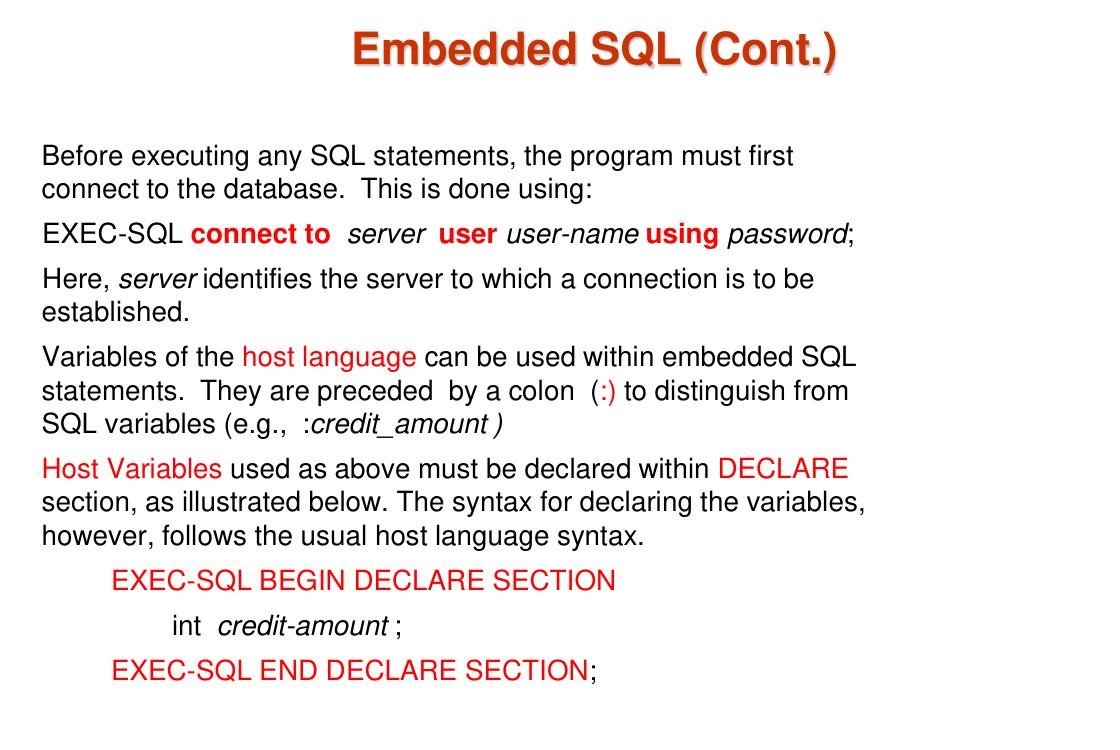 Embedded SQL (Cont.)
Before executing any SQL statements, the program must first
connect to the database.  This is done using:
EXEC-SQL connect to  server  user user-name using password;
Here, server identifies the server to which a connection is to be
established.
Variables of the host language can be used within embedded SQL
statements.  They are preceded  by a colon  (:) to distinguish from
SQL variables (e.g.,  :credit_amount )
Host Variables used as above must be declared within DECLARE
section, as illustrated below. The syntax for declaring the variables,
however, follows the usual host language syntax.
EXEC-SQL BEGIN DECLARE SECTION
int  credit-amount ;
EXEC-SQL END DECLARE SECTION;